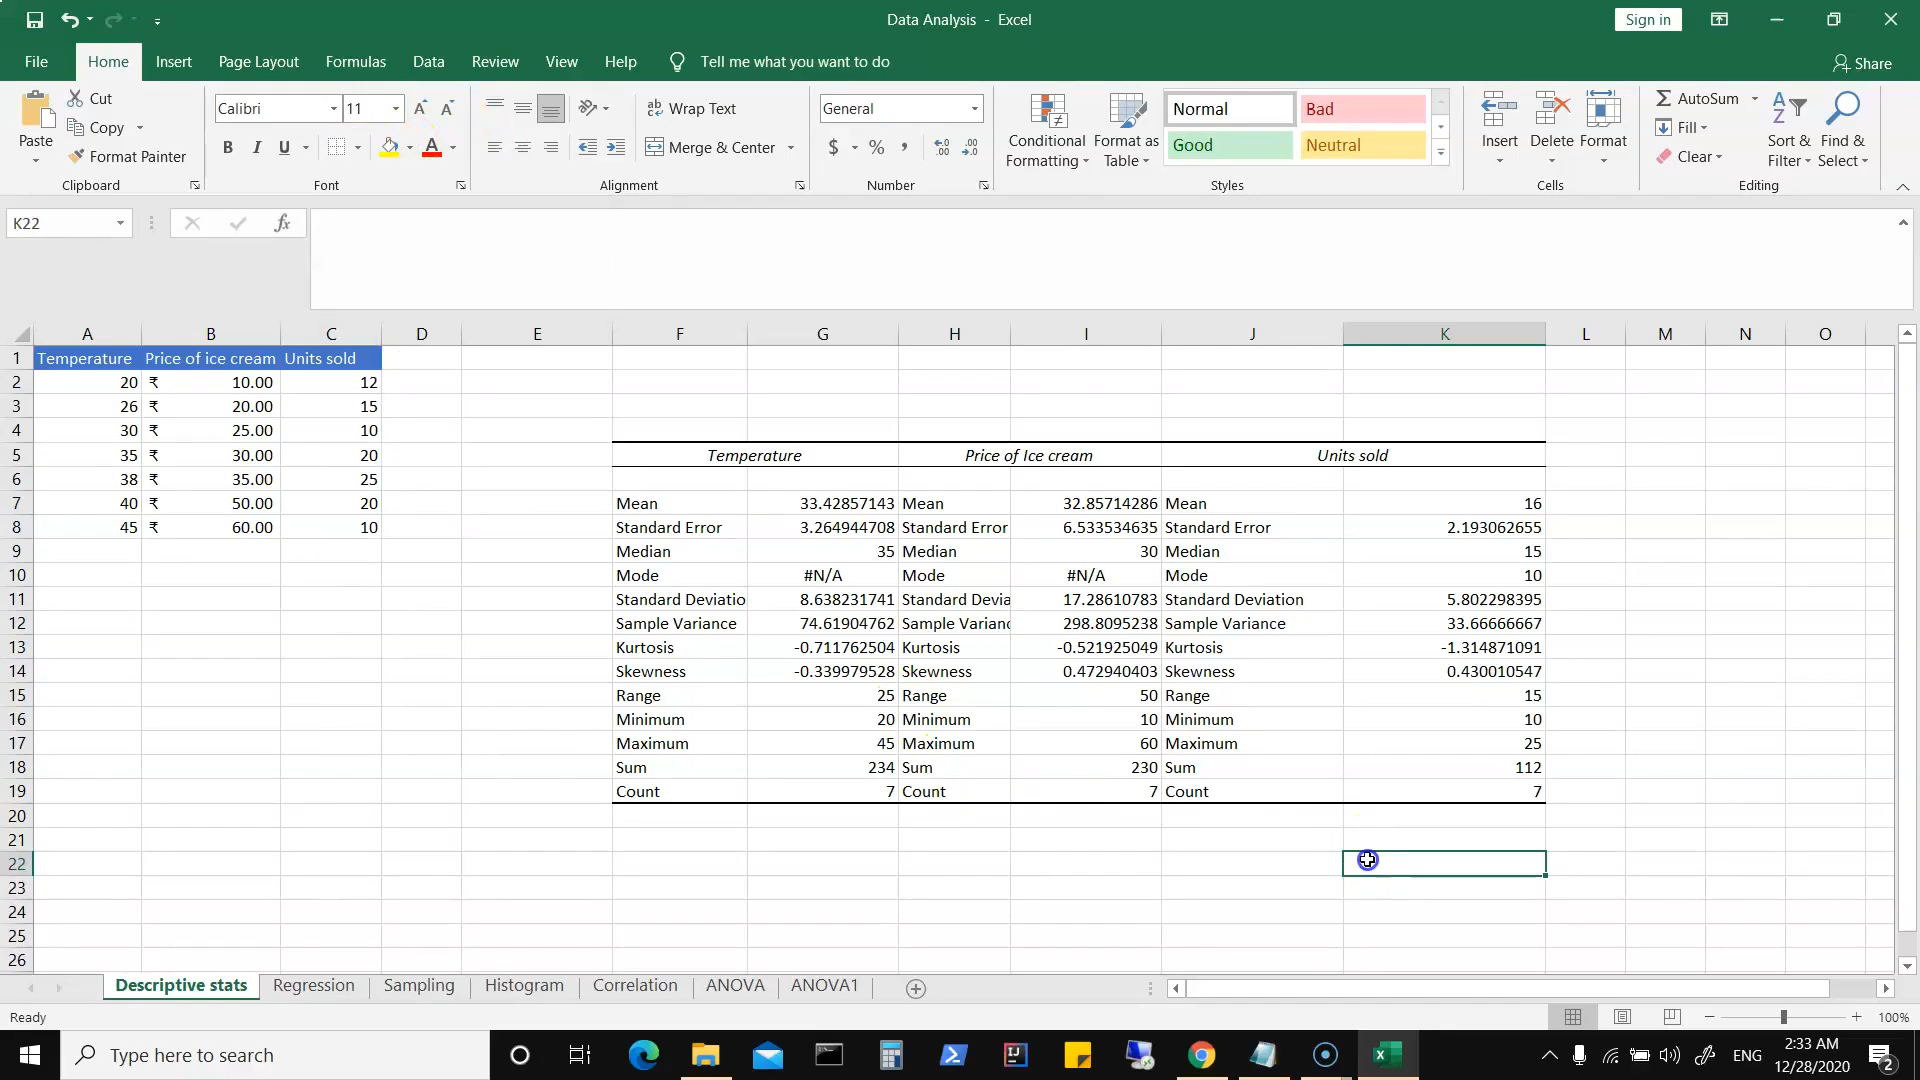 Data Analysis - Excel
Sign in
File Home Insert Page Layout Formulas Data Review View Help Tell me what you want to do Share
Cut
Copy
Format Painter
Paste
Clipboard
Calibri 11
B I U
Font
Wrap Text
Merge & Center
Alignment
General
$ % ,
Number
Conditional Formatting
Format as Table
Normal Bad
Good Neutral
Styles
Insert Delete Format
Cells
AutoSum
Fill
Clear
Sort & Filter
Find & Select
Editing
K22 fx
A B C D E F G H I J K L M N O
1 Temperature Price of ice cream Units sold
2 20 ₹ 10.00 12
3 26 ₹ 20.00 15
4 30 ₹ 25.00 10
5 35 ₹ 30.00 20 Temperature Price of Ice cream Units sold
6 38 ₹ 35.00 25
7 40 ₹ 50.00 20 Mean 33.42857143 Mean 32.85714286 Mean 16
8 45 ₹ 60.00 10 Standard Error 3.264944708 Standard Error 6.533534635 Standard Error 2.193062655
9 Median 35 Median 30 Median 15
10 Mode #N/A Mode #N/A Mode 10
11 Standard Deviatio 8.638231741 Standard Devia 17.28610783 Standard Deviation 5.802298395
12 Sample Variance 74.61904762 Sample Varianc 298.8095238 Sample Variance 33.66666667
13 Kurtosis -0.711762504 Kurtosis -0.521925049 Kurtosis -1.314871091
14 Skewness -0.339979528 Skewness 0.472940403 Skewness 0.430010547
15 Range 25 Range 50 Range 15
16 Minimum 20 Minimum 10 Minimum 10
17 Maximum 45 Maximum 60 Maximum 25
18 Sum 234 Sum 230 Sum 112
19 Count 7 Count 7 Count 7
20
21
22
23
24
25
26
Descriptive stats Regression Sampling Histogram Correlation ANOVA ANOVA1
Ready 100%
Type here to search
ENG
2:33 AM
12/28/2020
2